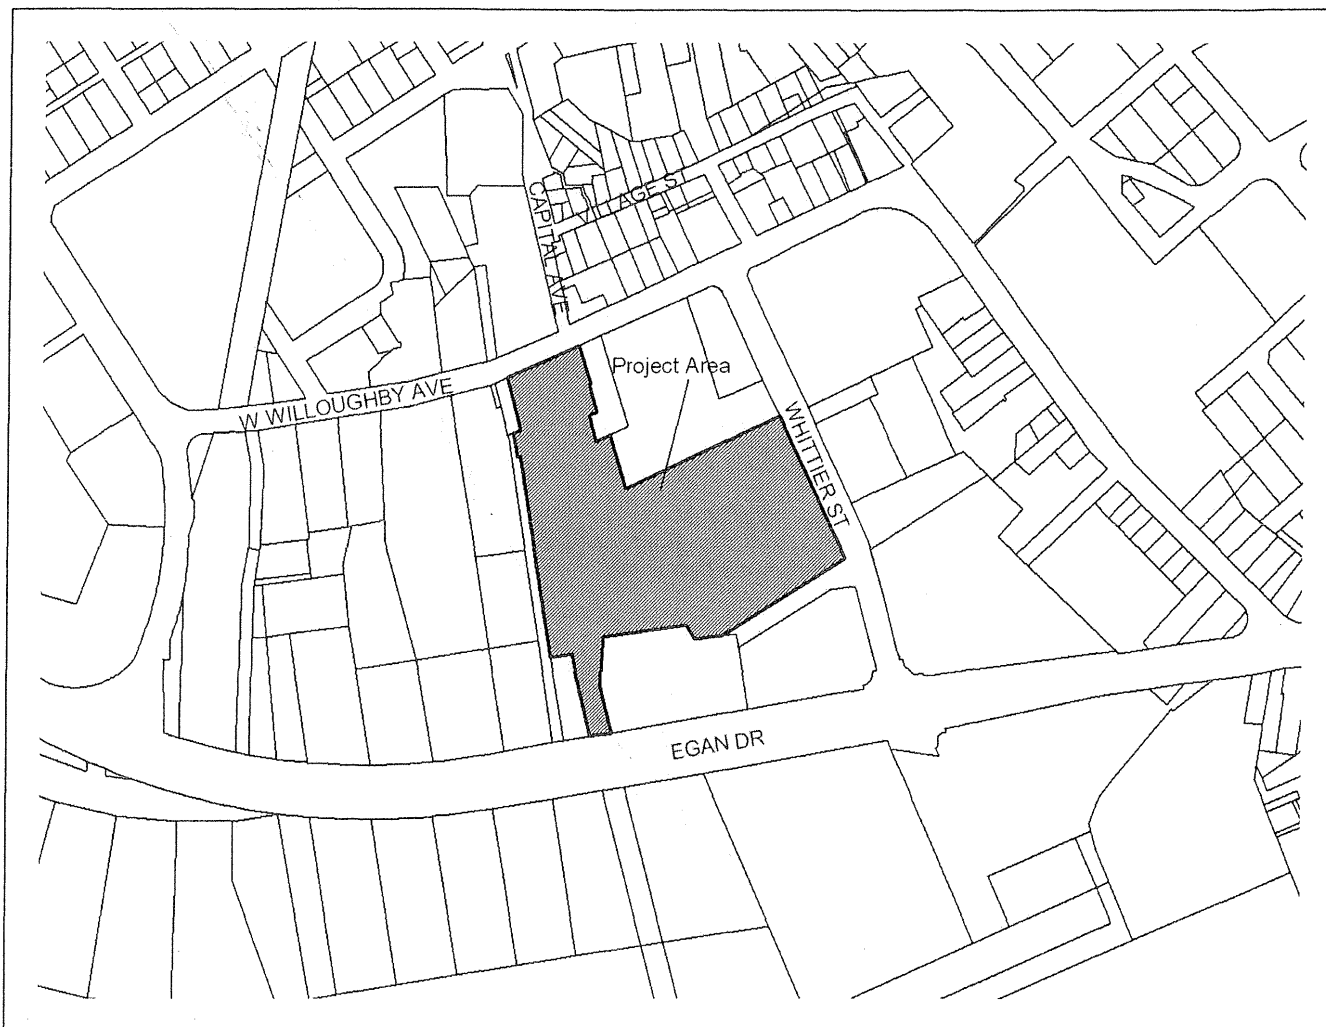 CAPITAL AVE
VILLAGE ST
Project Area
W WILLOUGHBY AVE
WHITTIER ST
EGAN DR